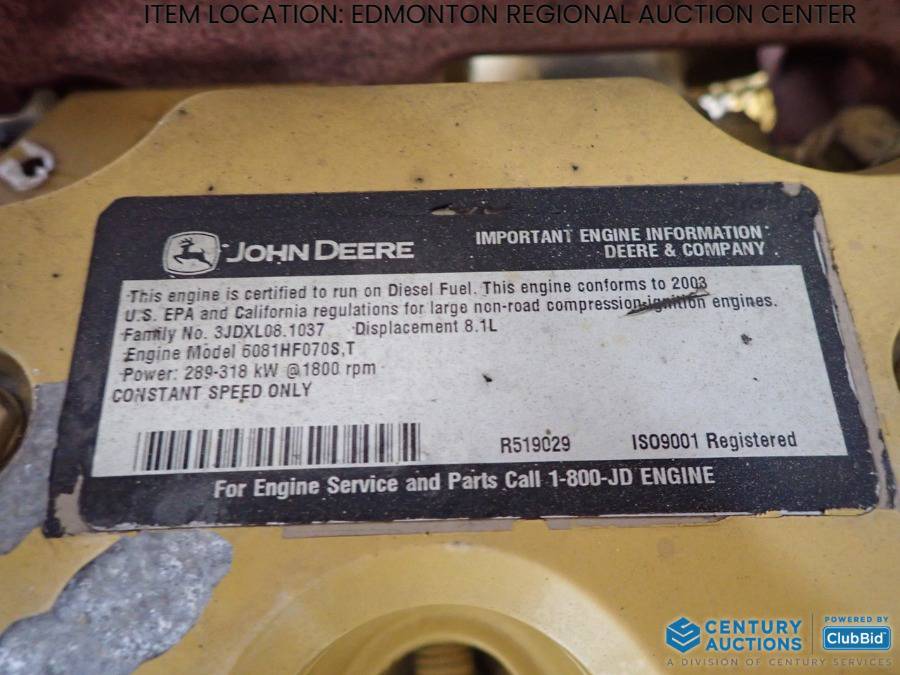 ITEM LOCATION: EDMONTON REGIONAL AUCTION CENTER
JOHN DEERE
IMPORTANT ENGINE INFORMATION
DEERE & COMPANY
This engine is certified to run on Diesel Fuel. This engine conforms to 2003
U.S. EPA and California regulations for large non-road compression-ignition engines.
Family No. 3JDXL08.1037 Displacement 8.1L
Engine Model 6081HF070S,T
Power: 289-318 kW @1800 rpm
CONSTANT SPEED ONLY
R519029 ISO9001 Registered
For Engine Service and Parts Call 1-800-JD ENGINE
CENTURY AUCTIONS
POWERED BY
ClubBid
A DIVISION OF CENTURY SERVICES